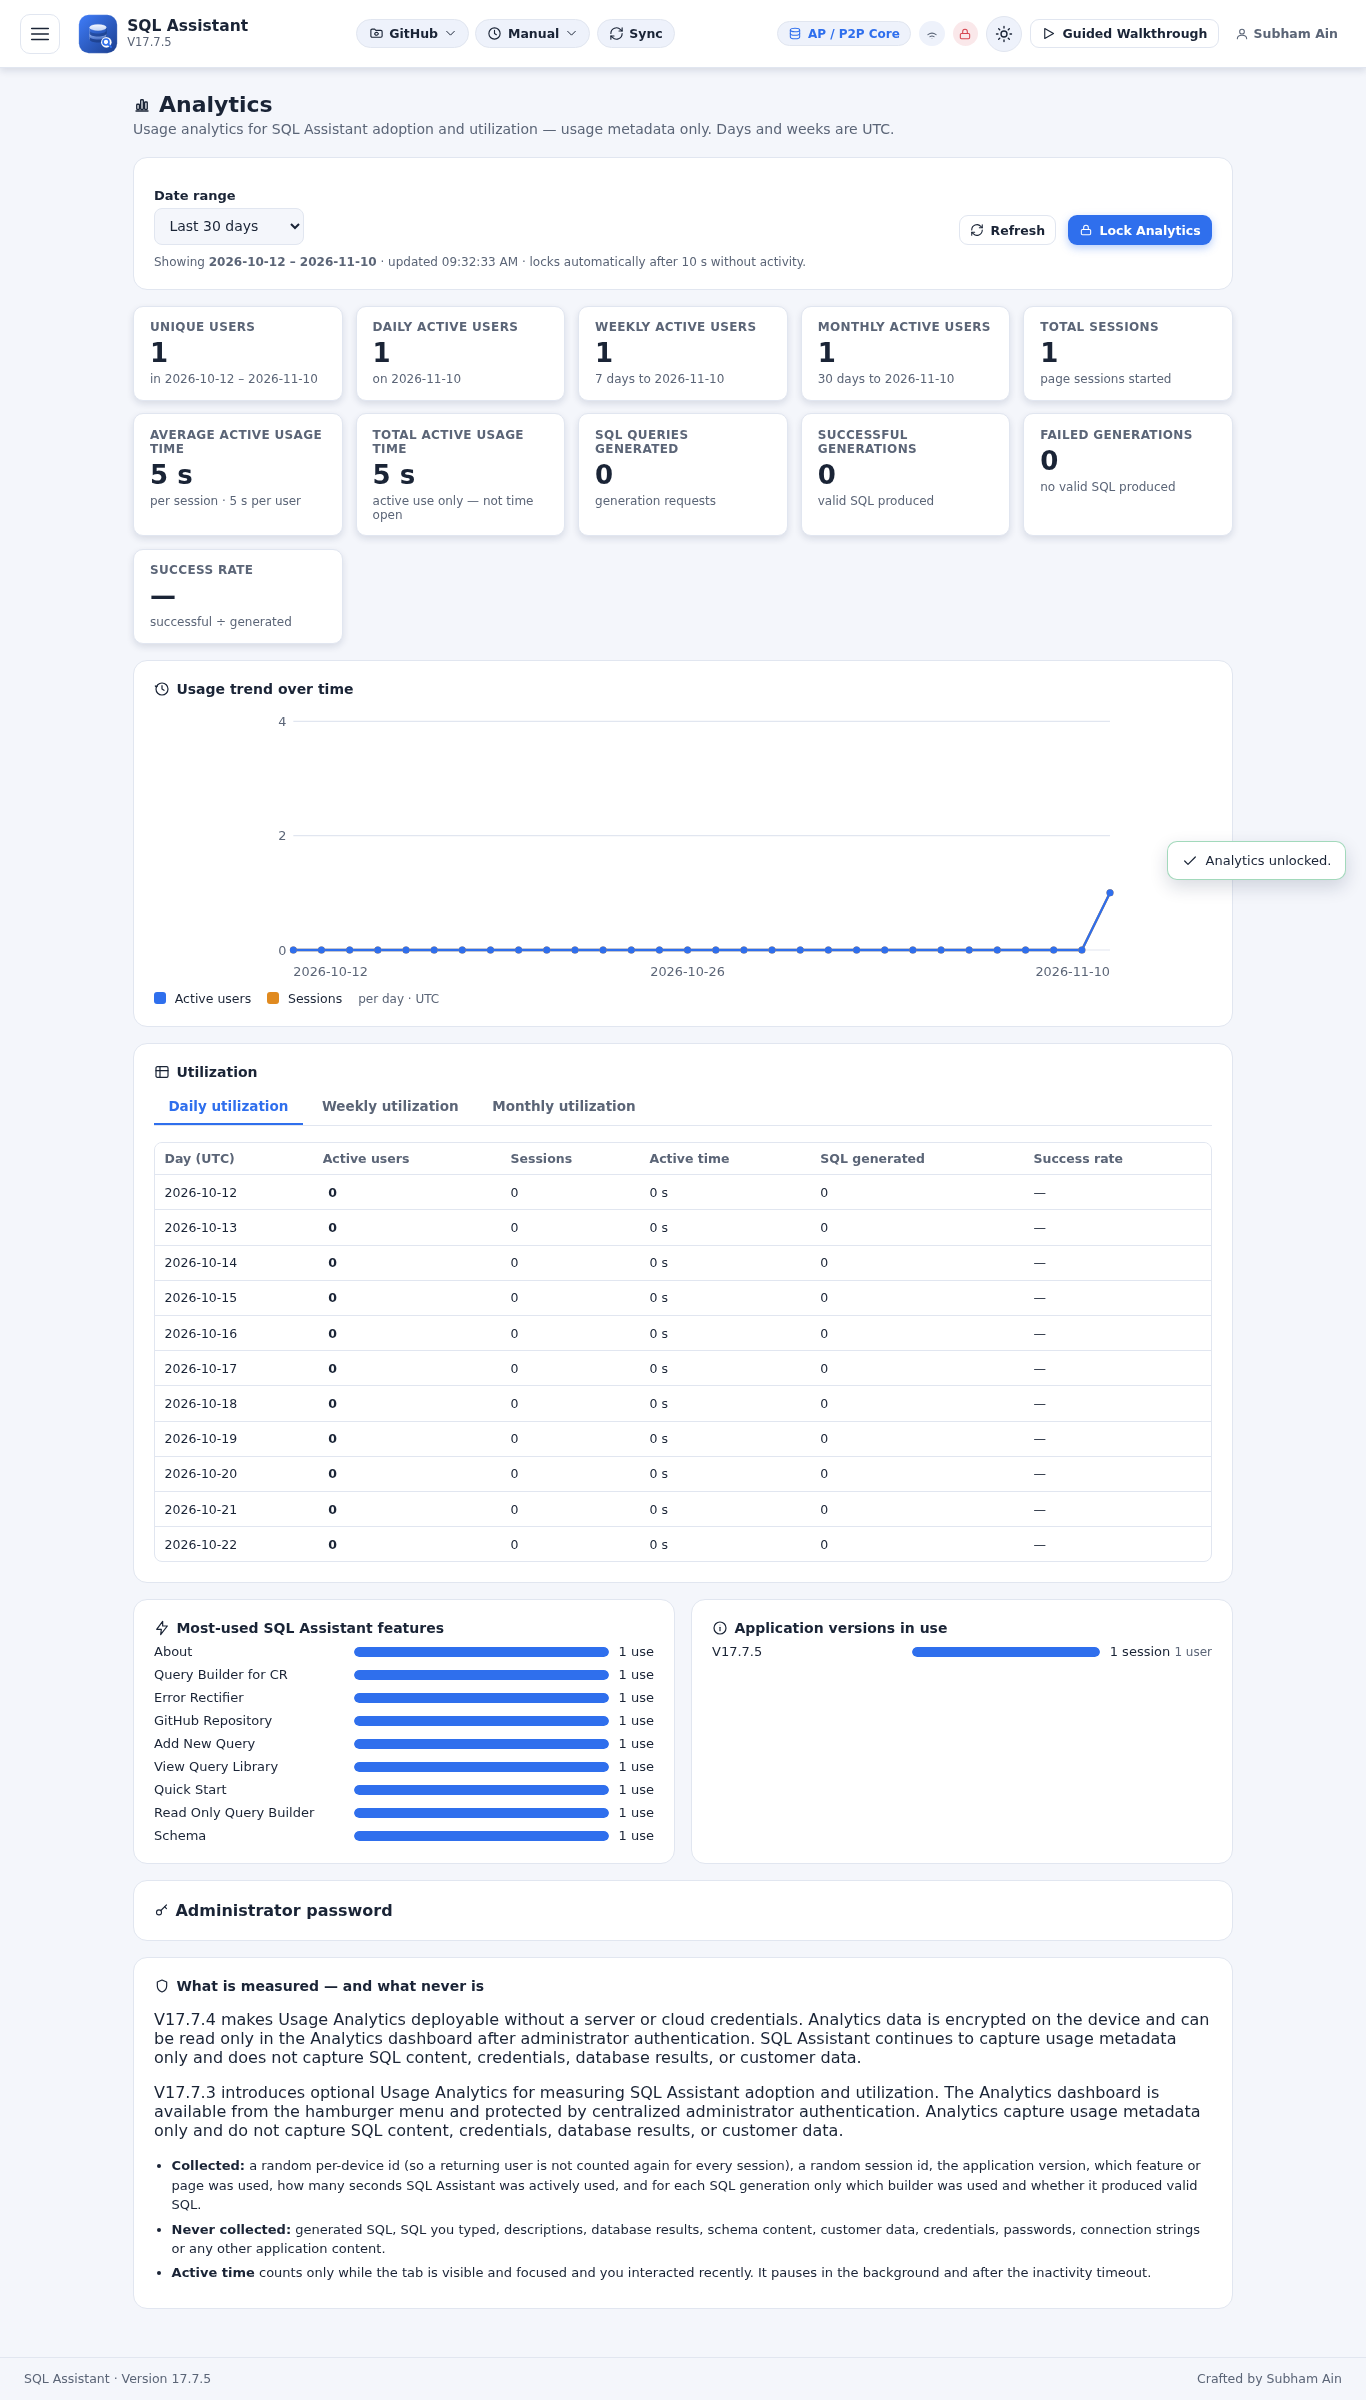 SQL Assistant
V17.7.5
GitHub
Manual
Sync
AP / P2P Core
Guided Walkthrough
Subham Ain
Analytics
Usage analytics for SQL Assistant adoption and utilization — usage metadata only. Days and weeks are UTC.
Date range
Last 30 days
Refresh
Lock Analytics
Showing 2026-10-12 – 2026-11-10 · updated 09:32:33 AM · locks automatically after 10 s without activity.
UNIQUE USERS
1
in 2026-10-12 – 2026-11-10
DAILY ACTIVE USERS
1
on 2026-11-10
WEEKLY ACTIVE USERS
1
7 days to 2026-11-10
MONTHLY ACTIVE USERS
1
30 days to 2026-11-10
TOTAL SESSIONS
1
page sessions started
AVERAGE ACTIVE USAGE
TIME
5 s
per session · 5 s per user
TOTAL ACTIVE USAGE
TIME
5 s
active use only — not time
open
SQL QUERIES
GENERATED
0
generation requests
SUCCESSFUL
GENERATIONS
0
valid SQL produced
FAILED GENERATIONS
0
no valid SQL produced
SUCCESS RATE
—
successful ÷ generated
Usage trend over time
4
2
0
2026-10-12 2026-10-26 2026-11-10
Active users Sessions per day · UTC
Analytics unlocked.
Utilization
Daily utilization Weekly utilization Monthly utilization
Day (UTC) Active users Sessions Active time SQL generated Success rate
2026-10-12 0 0 0 s 0 —
2026-10-13 0 0 0 s 0 —
2026-10-14 0 0 0 s 0 —
2026-10-15 0 0 0 s 0 —
2026-10-16 0 0 0 s 0 —
2026-10-17 0 0 0 s 0 —
2026-10-18 0 0 0 s 0 —
2026-10-19 0 0 0 s 0 —
2026-10-20 0 0 0 s 0 —
2026-10-21 0 0 0 s 0 —
2026-10-22 0 0 0 s 0 —
Most-used SQL Assistant features
About 1 use
Query Builder for CR 1 use
Error Rectifier 1 use
GitHub Repository 1 use
Add New Query 1 use
View Query Library 1 use
Quick Start 1 use
Read Only Query Builder 1 use
Schema 1 use
Application versions in use
V17.7.5 1 session 1 user
Administrator password
What is measured — and what never is
V17.7.4 makes Usage Analytics deployable without a server or cloud credentials. Analytics data is encrypted on the device and can
be read only in the Analytics dashboard after administrator authentication. SQL Assistant continues to capture usage metadata
only and does not capture SQL content, credentials, database results, or customer data.
V17.7.3 introduces optional Usage Analytics for measuring SQL Assistant adoption and utilization. The Analytics dashboard is
available from the hamburger menu and protected by centralized administrator authentication. Analytics capture usage metadata
only and do not capture SQL content, credentials, database results, or customer data.
• Collected: a random per-device id (so a returning user is not counted again for every session), a random session id, the application version, which feature or
page was used, how many seconds SQL Assistant was actively used, and for each SQL generation only which builder was used and whether it produced valid
SQL.
• Never collected: generated SQL, SQL you typed, descriptions, database results, schema content, customer data, credentials, passwords, connection strings
or any other application content.
• Active time counts only while the tab is visible and focused and you interacted recently. It pauses in the background and after the inactivity timeout.
SQL Assistant · Version 17.7.5
Crafted by Subham Ain